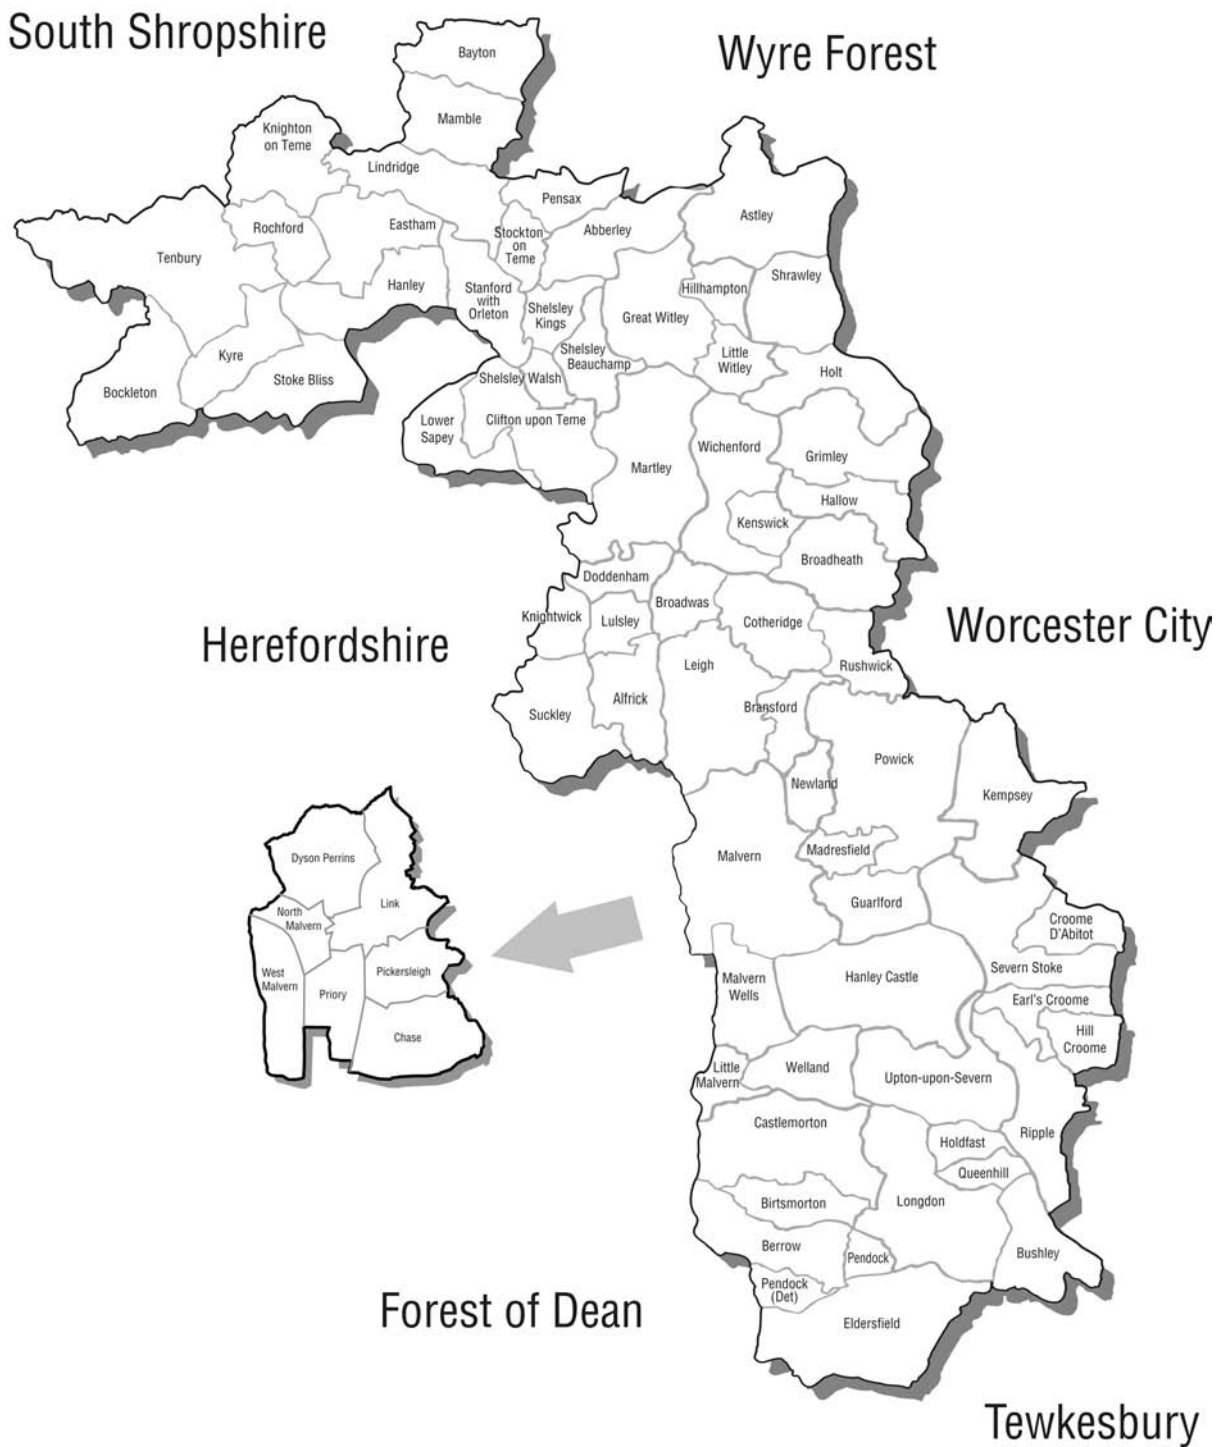 South Shropshire
Wyre Forest
Bayton
Mamble
Knighton
on Teme
Lindridge
Pensax
Astley
Rochford
Eastham
Stockton
on
Teme
Abberley
Tenbury
Hanley
Stanford
with
Orleton
Hillhampton
Shrawley
Shelsley
Kings
Great Witley
Kyre
Shelsley
Beauchamp
Little
Witley
Holt
Stoke Bliss
Bockleton
Shelsley Walsh
Lower
Sapey
Clifton upon Teme
Martley
Wichenford
Grimley
Hallow
Kenswick
Broadheath
Doddenham
Broadwas
Knightwick
Lulsley
Cotheridge
Worcester City
Herefordshire
Leigh
Rushwick
Alfrick
Suckley
Bransford
Powick
Newland
Kempsey
Malvern
Madresfield
Guarlford
Croome
D'Abitot
Dyson Perrins
Link
North
Malvern
West
Malvern
Priory
Pickersleigh
Chase
Malvern
Wells
Hanley Castle
Severn Stoke
Earl's Croome
Hill
Croome
Little
Malvern
Welland
Upton-upon-Severn
Castlemorton
Holdfast
Ripple
Queenhill
Birtsmorton
Longdon
Berrow
Pendock
Bushley
Pendock
(Det)
Eldersfield
Forest of Dean
Tewkesbury